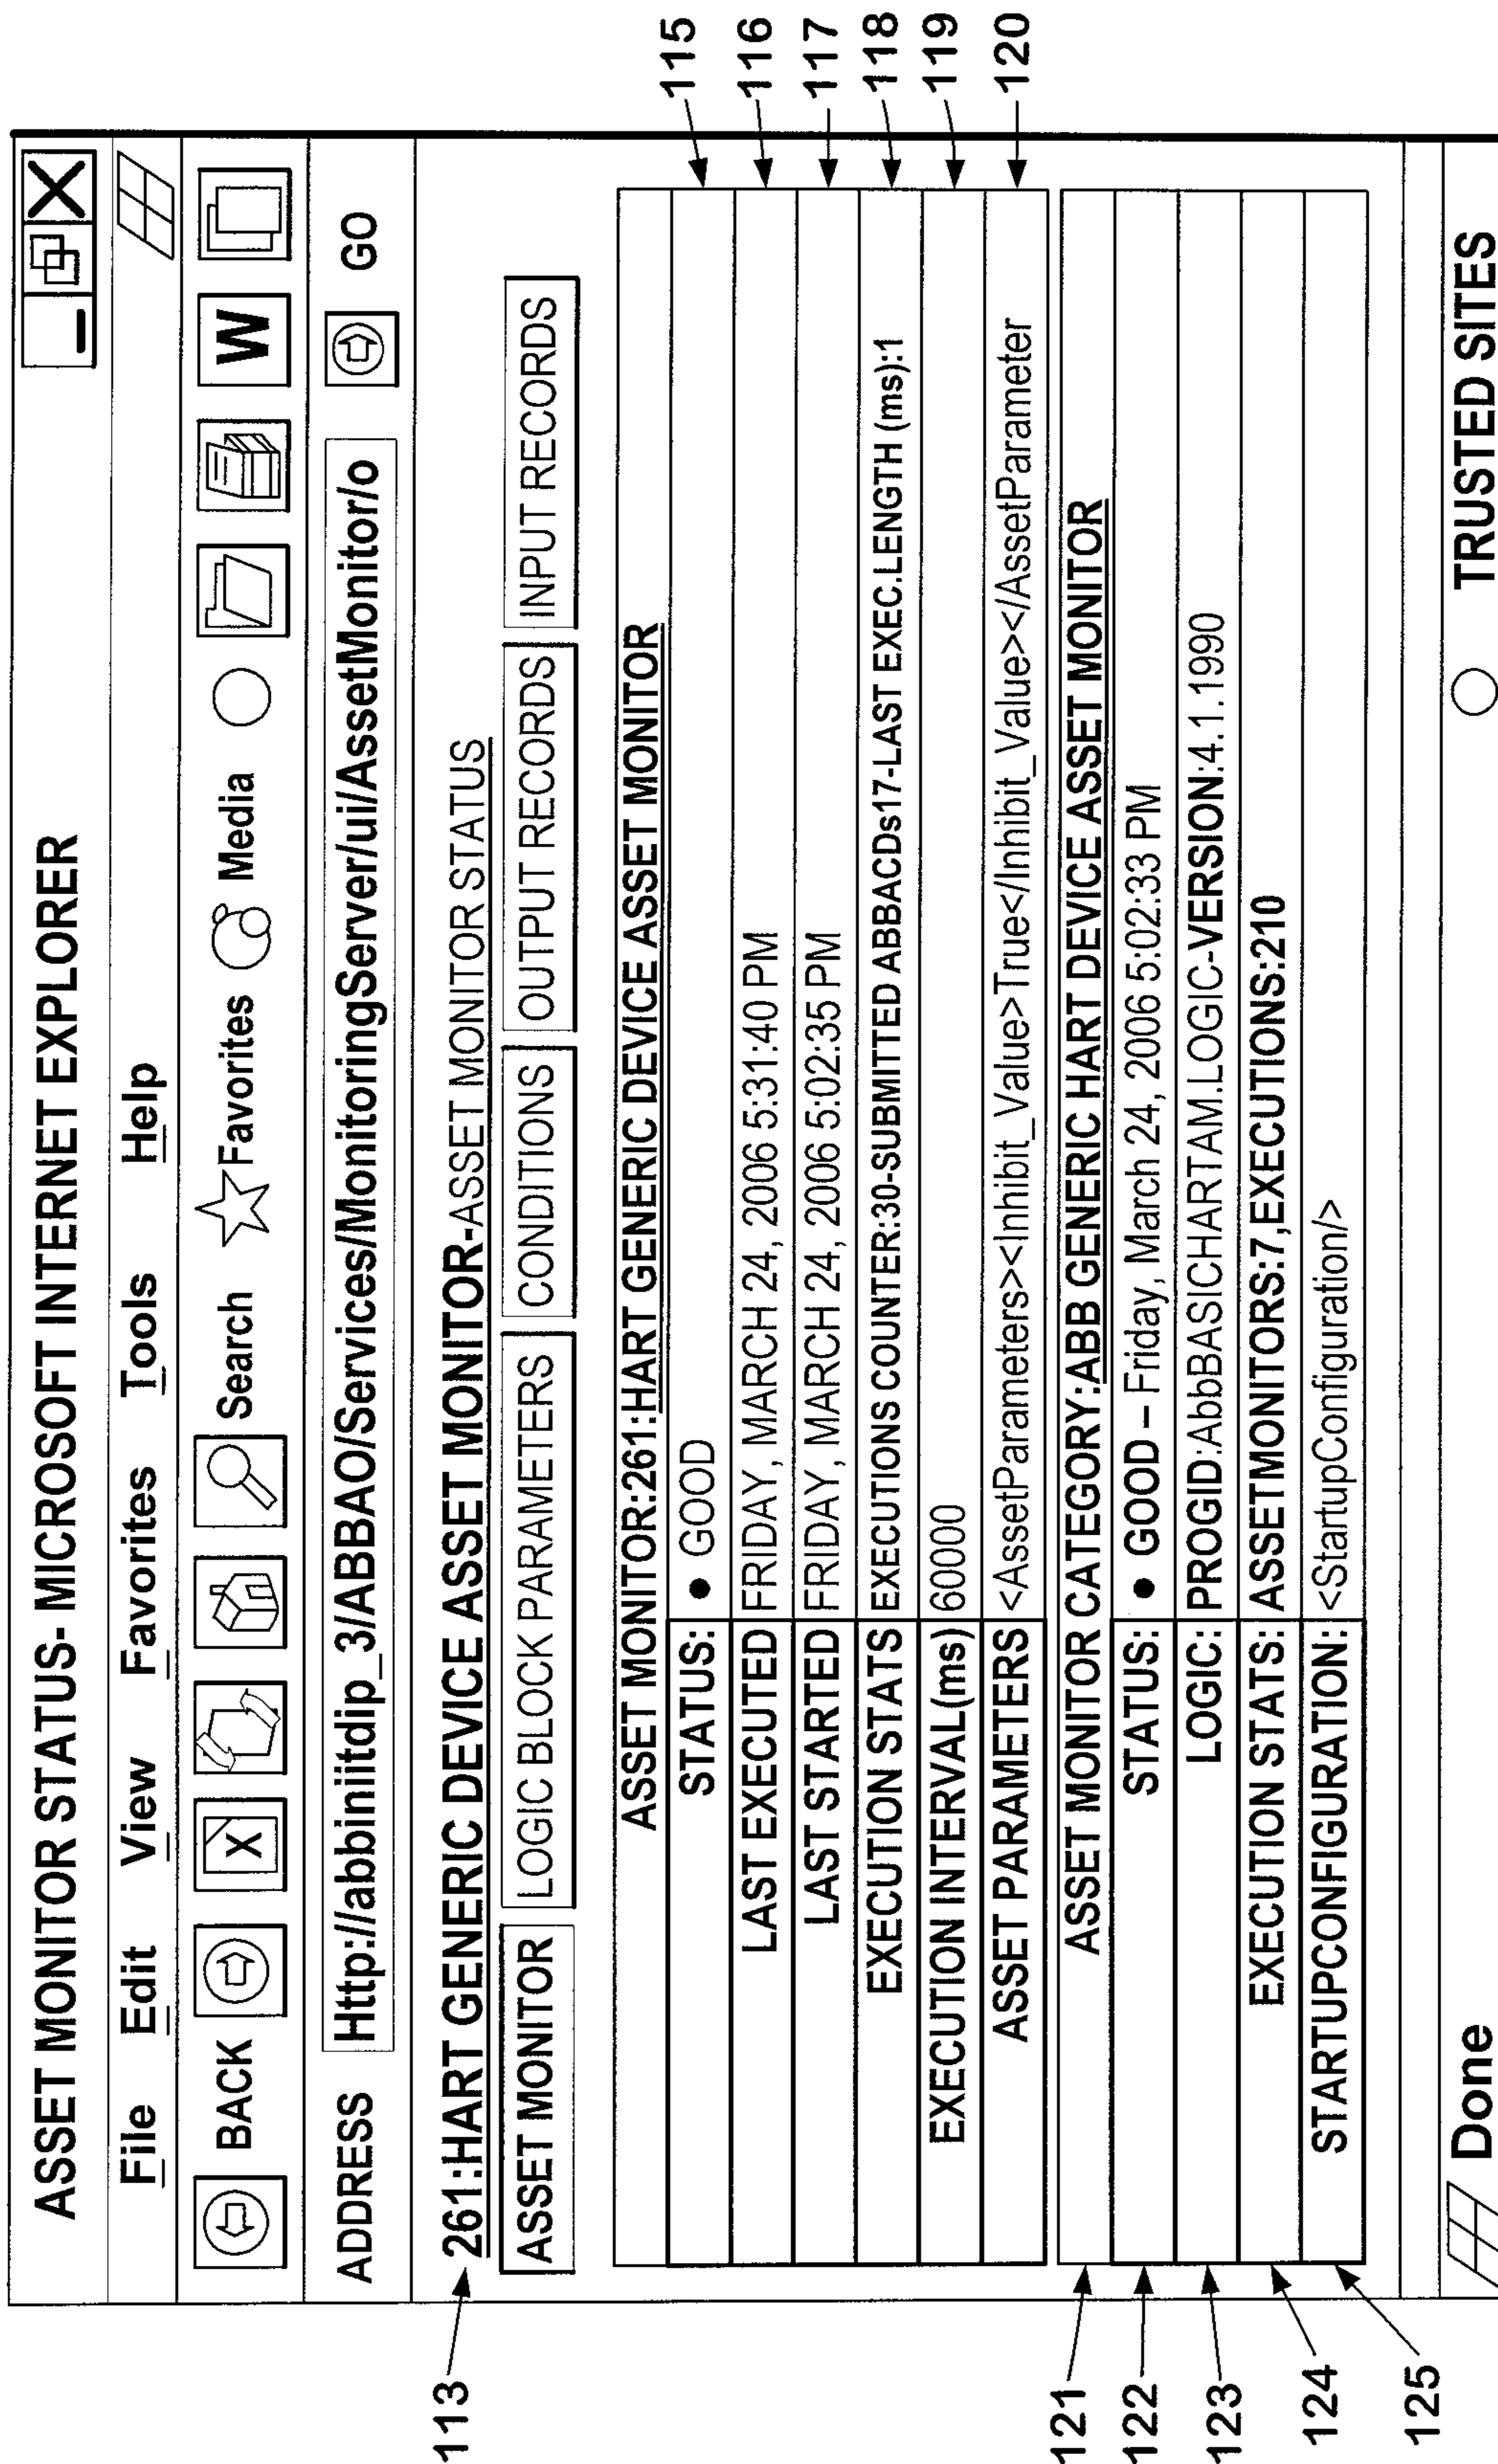 ASSET MONITOR STATUS- MICROSOFT INTERNET EXPLORER
File Edit View Favorites Tools Help
BACK X Search Favorites Media W
ADDRESS Http://abbiniitdip_3/ABBAO/Services/MonitoringServer/ui/AssetMonitor/o GO
113 261:HART GENERIC DEVICE ASSET MONITOR-ASSET MONITOR STATUS
ASSET MONITOR LOGIC BLOCK PARAMETERS CONDITIONS OUTPUT RECORDS INPUT RECORDS
ASSET MONITOR:261:HART GENERIC DEVICE ASSET MONITOR
STATUS: ● GOOD 115
LAST EXECUTED FRIDAY, MARCH 24, 2006 5:31:40 PM 116
LAST STARTED FRIDAY, MARCH 24, 2006 5:02:35 PM 117
EXECUTION STATS EXECUTIONS COUNTER:30-SUBMITTED ABBACDs17-LAST EXEC.LENGTH (ms):1 118
EXECUTION INTERVAL(ms) 60000 119
ASSET PARAMETERS <AssetParameters><Inhibit_Value>True</Inhibit_Value></AssetParameter 120
121 ASSET MONITOR CATEGORY:ABB GENERIC HART DEVICE ASSET MONITOR
122 STATUS: ● GOOD – Friday, March 24, 2006 5:02:33 PM
123 LOGIC: PROGID:AbbBASICHARTAM.LOGIC-VERSION:4.1.1990
124 EXECUTION STATS: ASSETMONITORS:7,EXECUTIONS:210
125 STARTUPCONFIGURATION: <StartupConfiguration/>
Done TRUSTED SITES